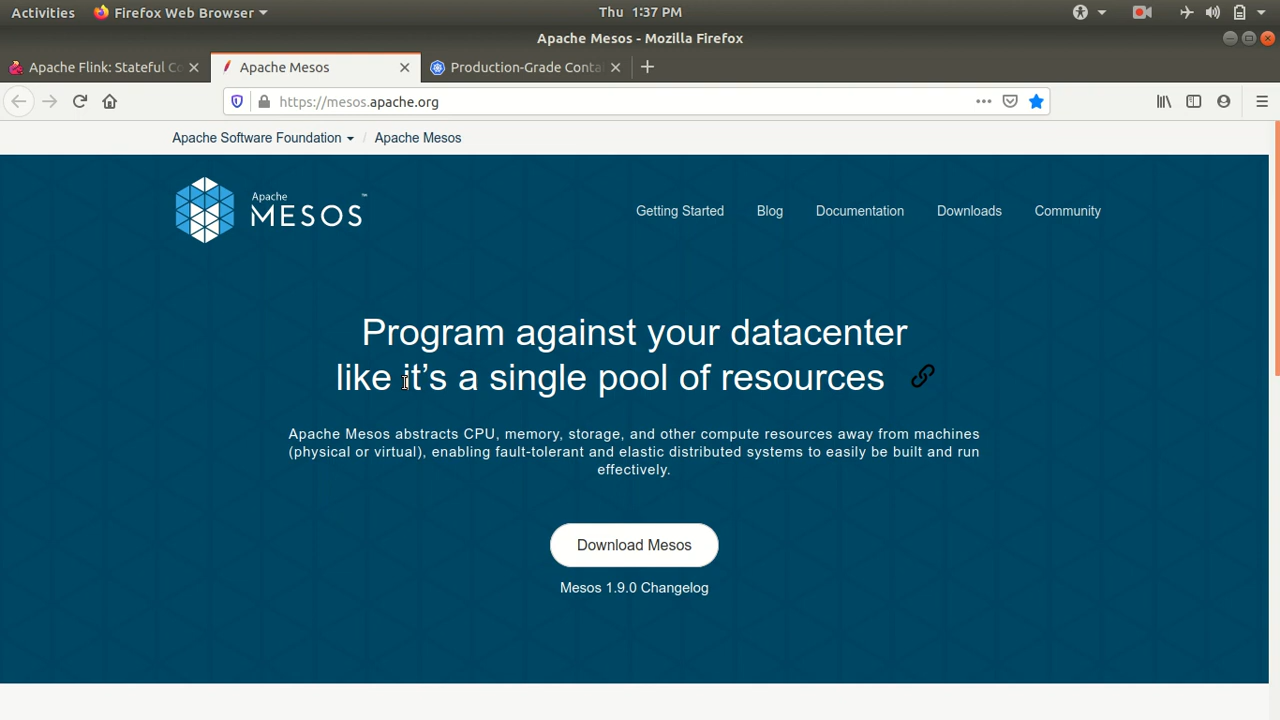 Activities Firefox Web Browser Thu 1:37 PM
Apache Mesos - Mozilla Firefox
Apache Flink: Stateful Co Apache Mesos Production-Grade Conta
https://mesos.apache.org
Apache Software Foundation / Apache Mesos
Apache
MESOS™
Getting Started Blog Documentation Downloads Community
Program against your datacenter
like it’s a single pool of resources
Apache Mesos abstracts CPU, memory, storage, and other compute resources away from machines
(physical or virtual), enabling fault-tolerant and elastic distributed systems to easily be built and run
effectively.
Download Mesos
Mesos 1.9.0 Changelog